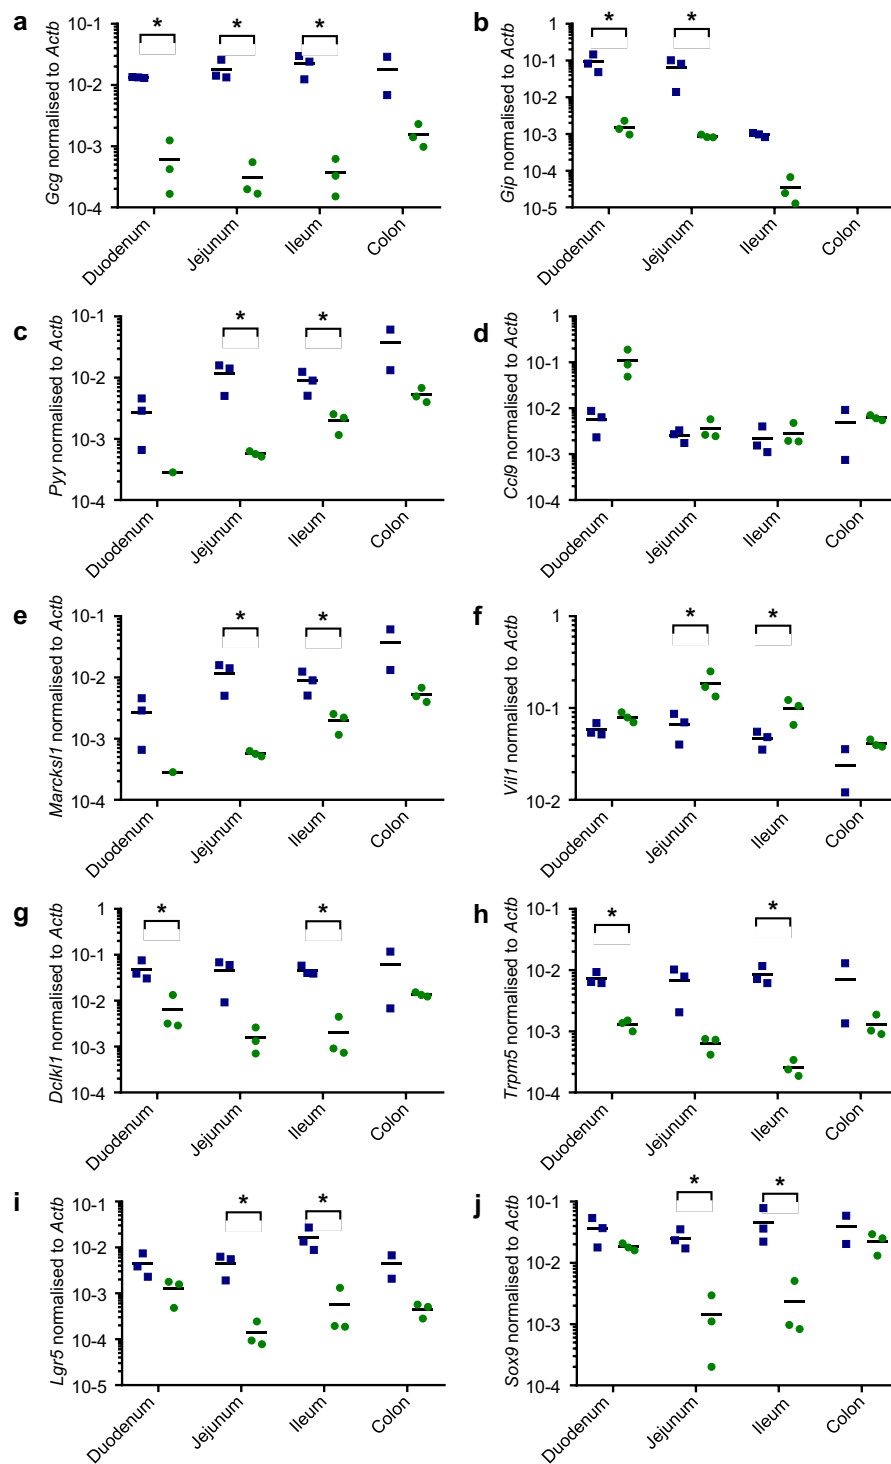 a
Gcg normalised to Actb
10-1
10-2
10-3
10-4
* * *
Duodenum
Jejunum
Ileum
Colon
b
Gip normalised to Actb
1
10-1
10-2
10-3
10-4
10-5
* *
Duodenum
Jejunum
Ileum
Colon
c
Pyy normalised to Actb
10-1
10-2
10-3
10-4
* *
Duodenum
Jejunum
Ileum
Colon
d
Ccl9 normalised to Actb
1
10-1
10-2
10-3
10-4
Duodenum
Jejunum
Ileum
Colon
e
Marcksl1 normalised to Actb
10-1
10-2
10-3
10-4
* *
Duodenum
Jejunum
Ileum
Colon
f
Vil1 normalised to Actb
1
10-1
10-2
* *
Duodenum
Jejunum
Ileum
Colon
g
Dclkl1 normalised to Actb
1
10-1
10-2
10-3
10-4
* *
Duodenum
Jejunum
Ileum
Colon
h
Trpm5 normalised to Actb
10-1
10-2
10-3
10-4
* *
Duodenum
Jejunum
Ileum
Colon
i
Lgr5 normalised to Actb
10-1
10-2
10-3
10-4
10-5
* *
Duodenum
Jejunum
Ileum
Colon
j
Sox9 normalised to Actb
10-1
10-2
10-3
10-4
* *
Duodenum
Jejunum
Ileum
Colon